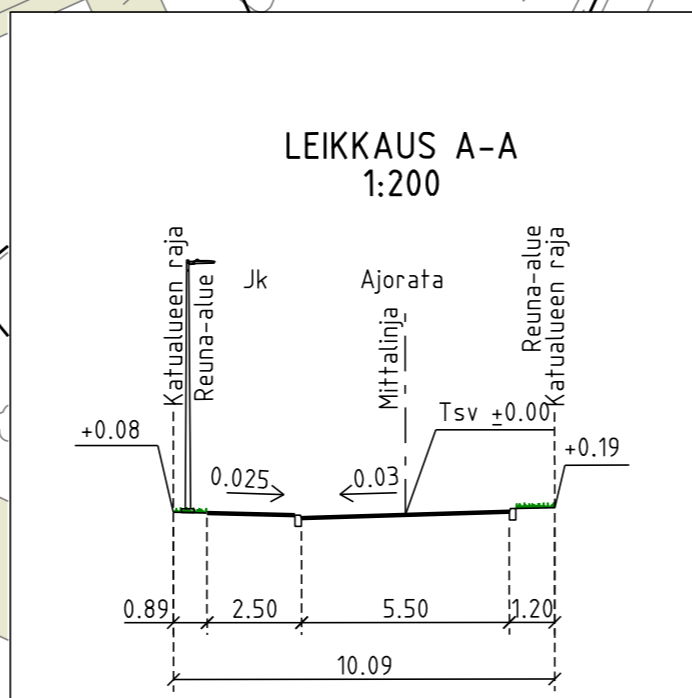 LEIKKAUS A-A
1:200
Katualueen raja
Reuna-alue
Jk
Ajorata
Mittalinja
Reuna-alue
Katualueen raja
Tsv ±0.00
+0.08
+0.19
0.025
0.03
0.89
2.50
5.50
1.20
10.09